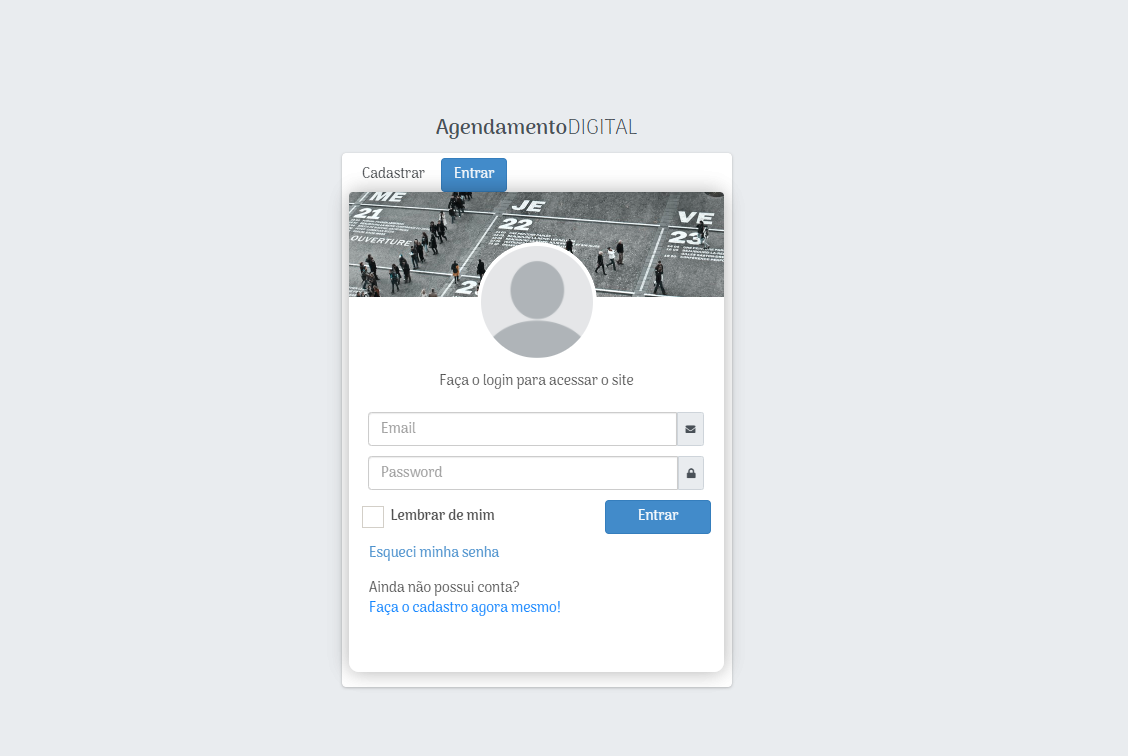 AgendamentoDIGITAL
Cadastrar Entrar
ME
21
OUVERTURE
JE
22
VE
23
Faça o login para acessar o site
Email
Password
Lembrar de mim
Entrar
Esqueci minha senha
Ainda não possui conta?
Faça o cadastro agora mesmo!